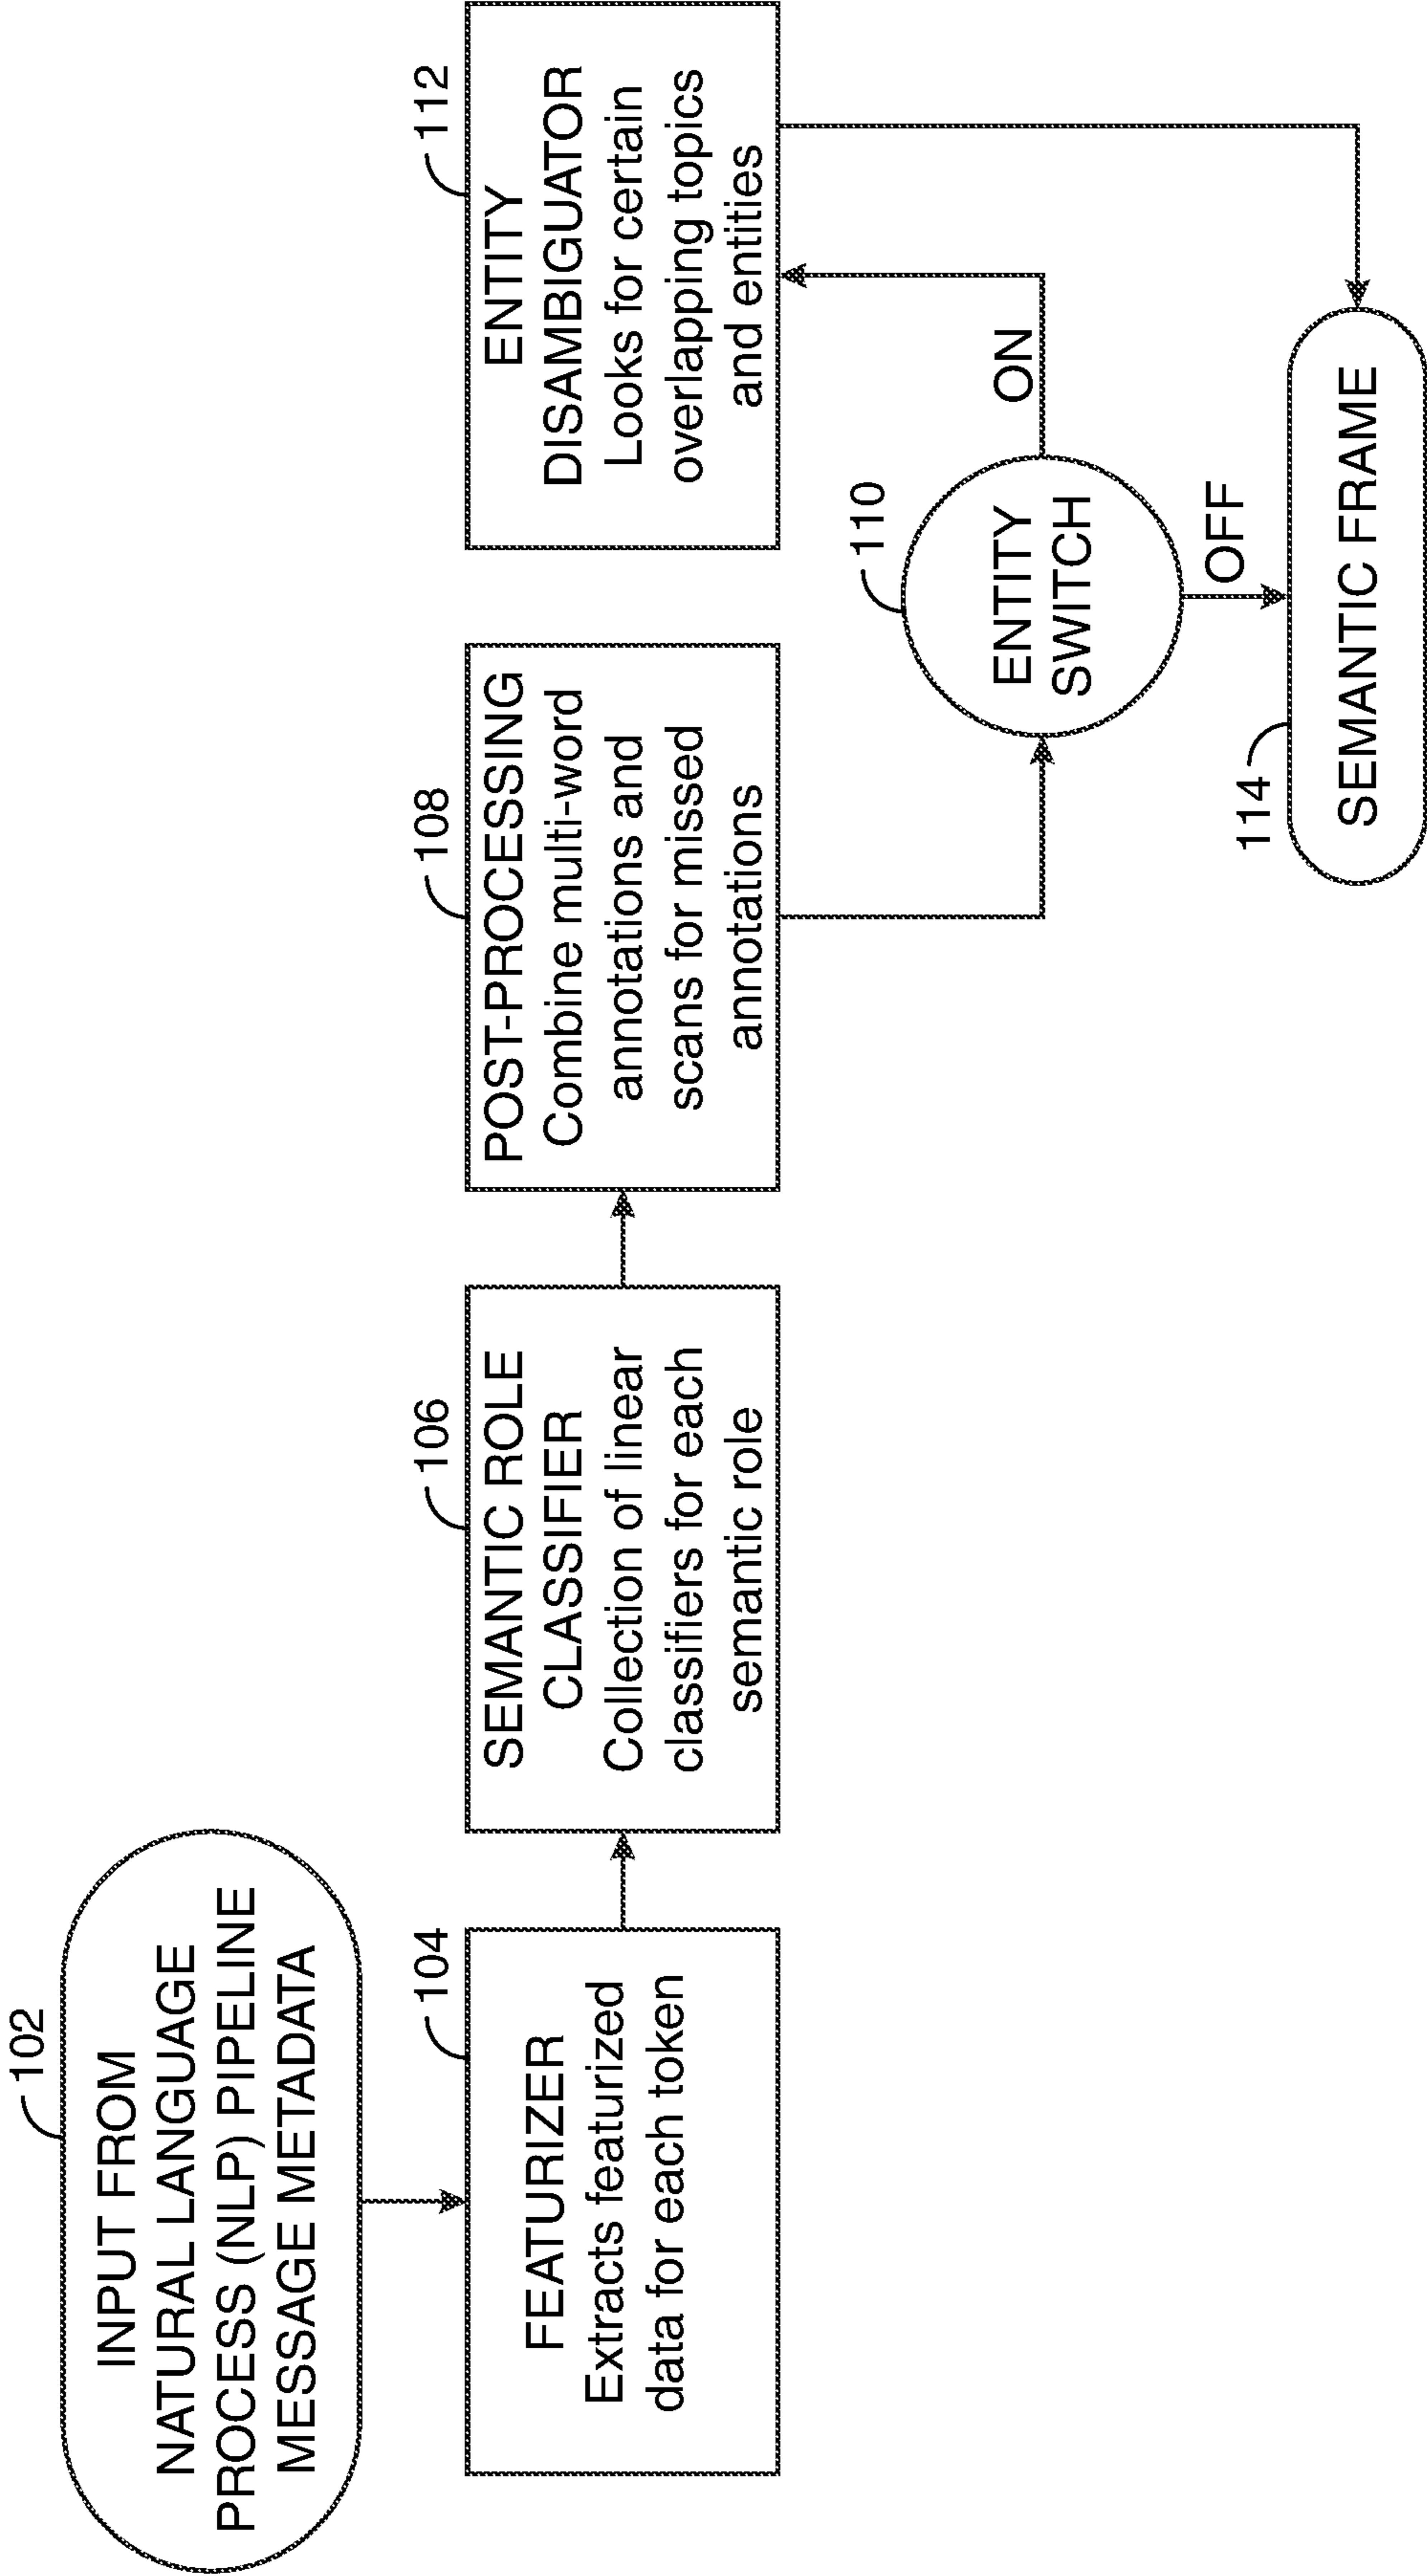 102
INPUT FROM
NATURAL LANGUAGE
PROCESS (NLP) PIPELINE
MESSAGE METADATA
104
FEATURIZER
Extracts featurized
data for each token
106
SEMANTIC ROLE
CLASSIFIER
Collection of linear
classifiers for each
semantic role
108
POST-PROCESSING
Combine multi-word
annotations and
scans for missed
annotations
110
ENTITY
SWITCH
ON
OFF
112
ENTITY
DISAMBIGUATOR
Looks for certain
overlapping topics
and entities
114
SEMANTIC FRAME